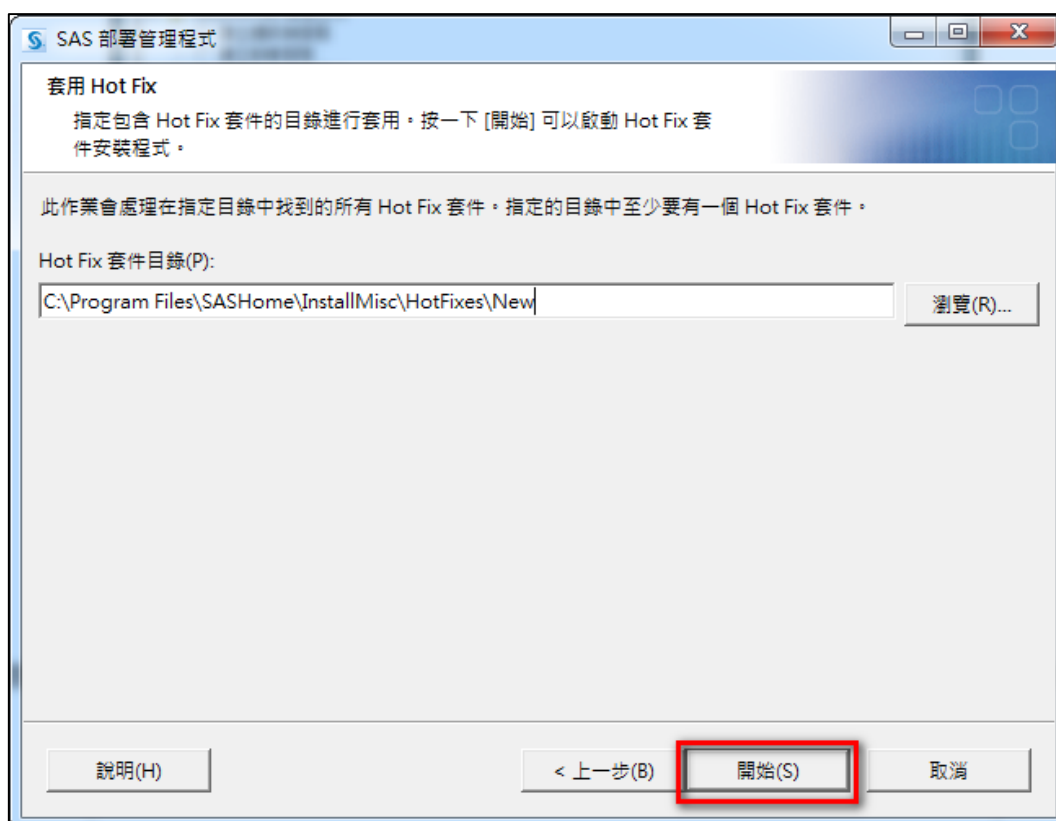 SAS 部署管理程式
套用 Hot Fix
指定包含 Hot Fix 套件的目錄進行套用。按一下 [開始] 可以啟動 Hot Fix 套
件安裝程式。
此作業會處理在指定目錄中找到的所有 Hot Fix 套件。指定的目錄中至少要有一個 Hot Fix 套件。
Hot Fix 套件目錄(P):
C:\Program Files\SASHome\InstallMisc\HotFixes\New
瀏覽(R)...
說明(H)
< 上一步(B)
開始(S)
取消